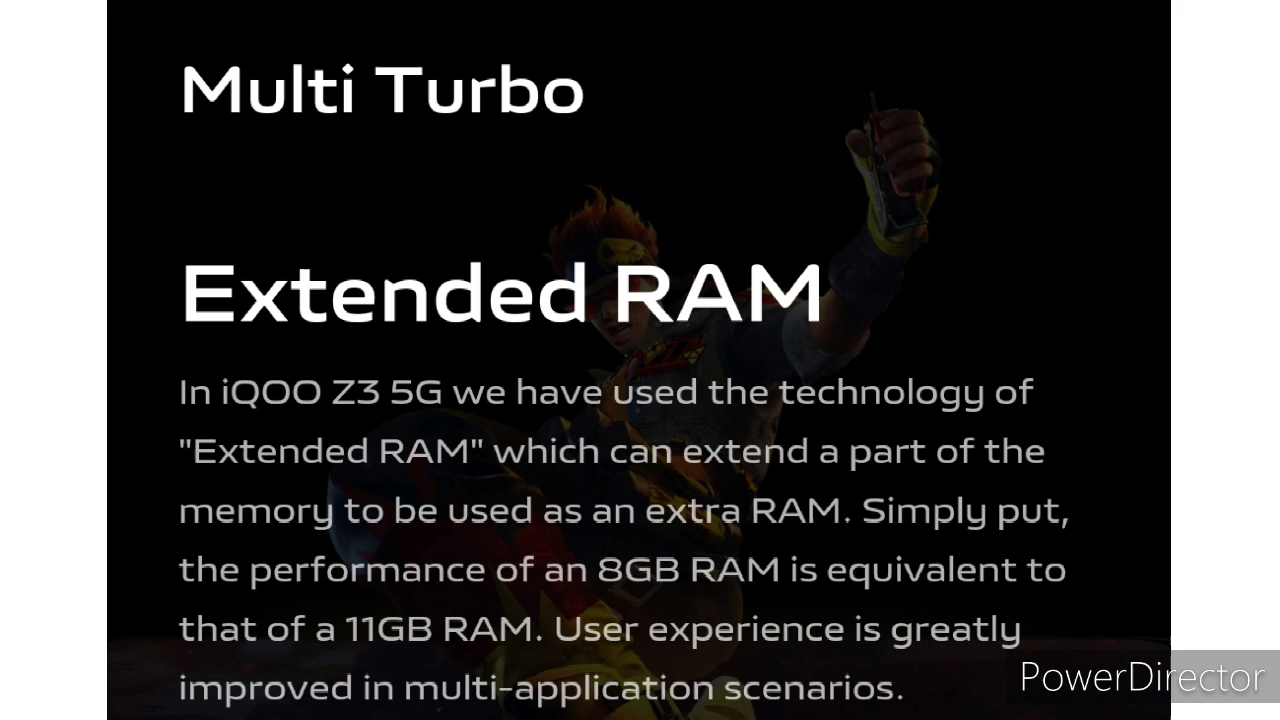 Multi Turbo
Extended RAM
In iQOO Z3 5G we have used the technology of
"Extended RAM" which can extend a part of the
memory to be used as an extra RAM. Simply put,
the performance of an 8GB RAM is equivalent to
that of a 11GB RAM. User experience is greatly
improved in multi-application scenarios.
PowerDirector